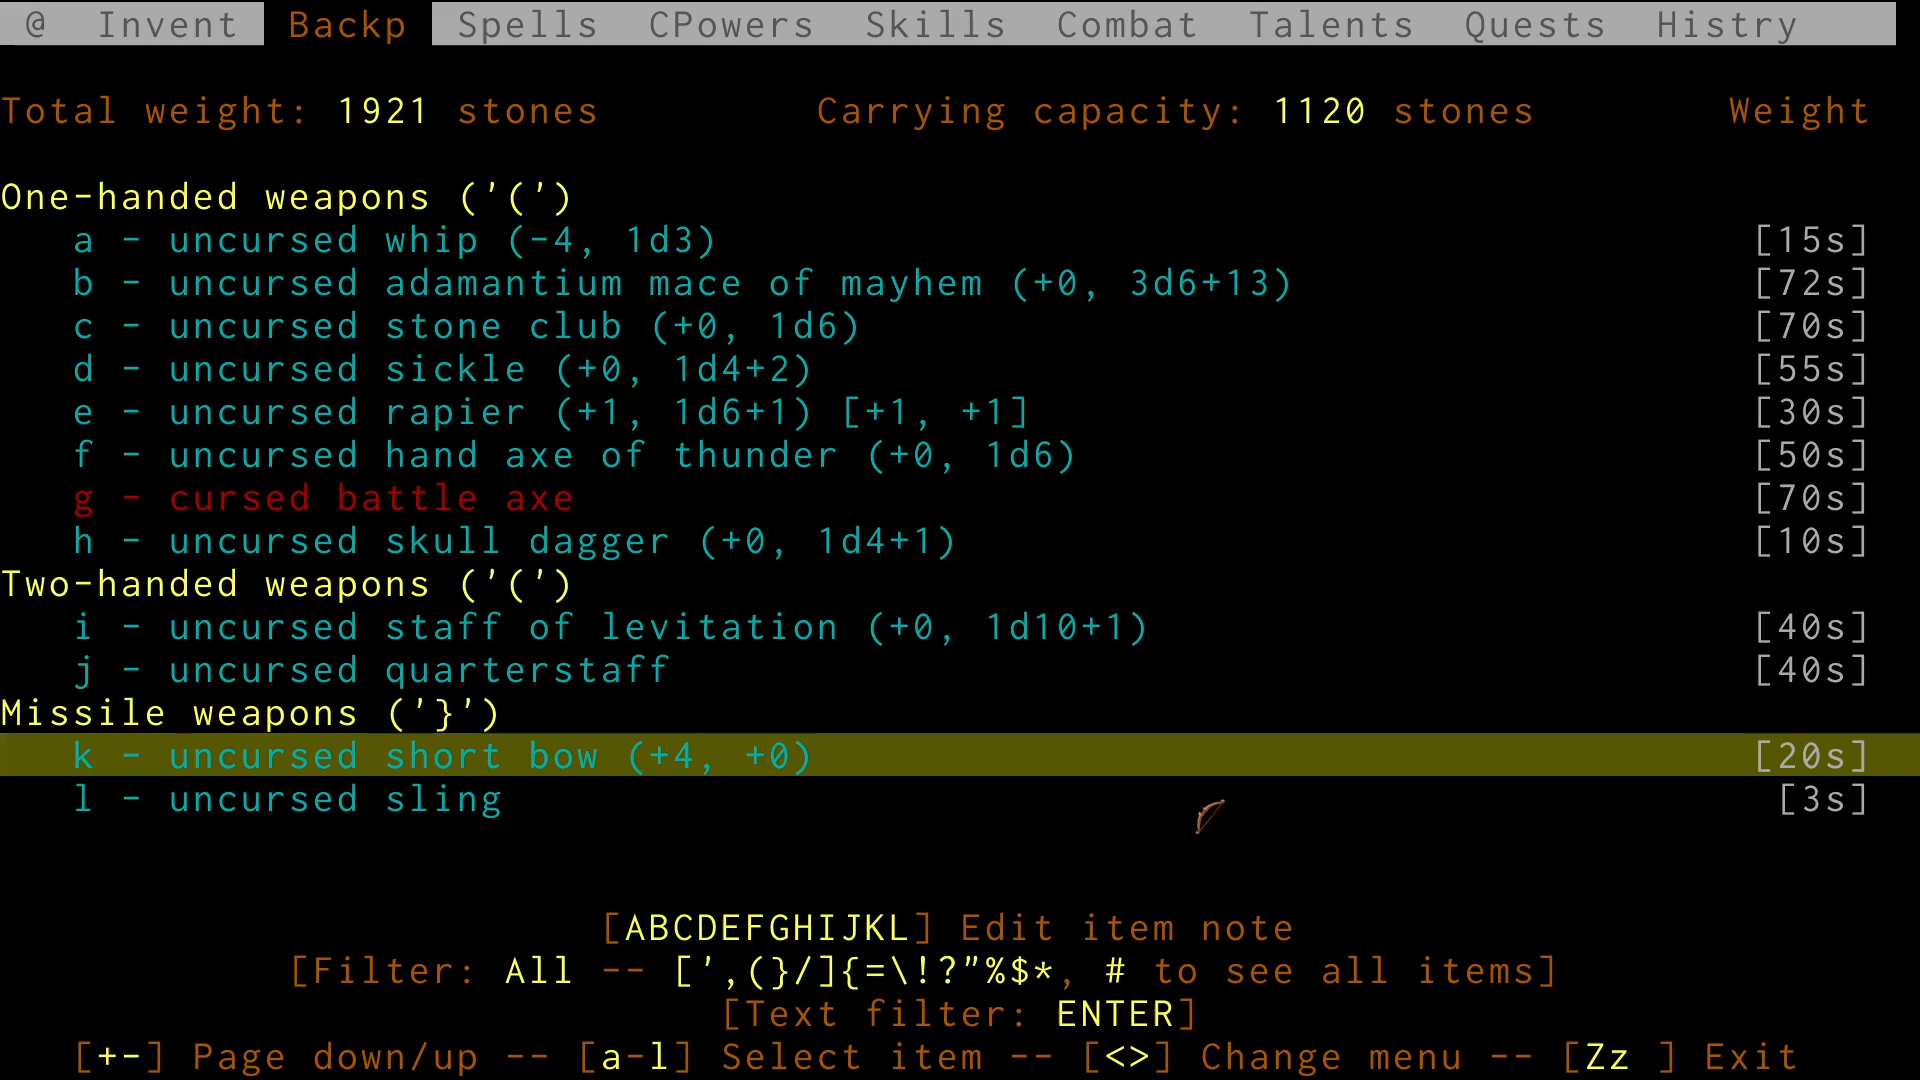 @ Invent Backp Spells CPowers Skills Combat Talents Quests Histry
Total weight: 1921 stones Carrying capacity: 1120 stones Weight
One-handed weapons ('(')
a - uncursed whip (-4, 1d3) [15s]
b - uncursed adamantium mace of mayhem (+0, 3d6+13) [72s]
c - uncursed stone club (+0, 1d6) [70s]
d - uncursed sickle (+0, 1d4+2) [55s]
e - uncursed rapier (+1, 1d6+1) [+1, +1] [30s]
f - uncursed hand axe of thunder (+0, 1d6) [50s]
g - cursed battle axe [70s]
h - uncursed skull dagger (+0, 1d4+1) [10s]
Two-handed weapons ('(')
i - uncursed staff of levitation (+0, 1d10+1) [40s]
j - uncursed quarterstaff [40s]
Missile weapons ('}')
k - uncursed short bow (+4, +0) [20s]
l - uncursed sling [3s]
[ABCDEFGHIJKL] Edit item note
[Filter: All -- [',(}/]{=\!?"%$*, # to see all items]
[Text filter: ENTER]
[+-] Page down/up -- [a-l] Select item -- [<>] Change menu -- [Zz ] Exit